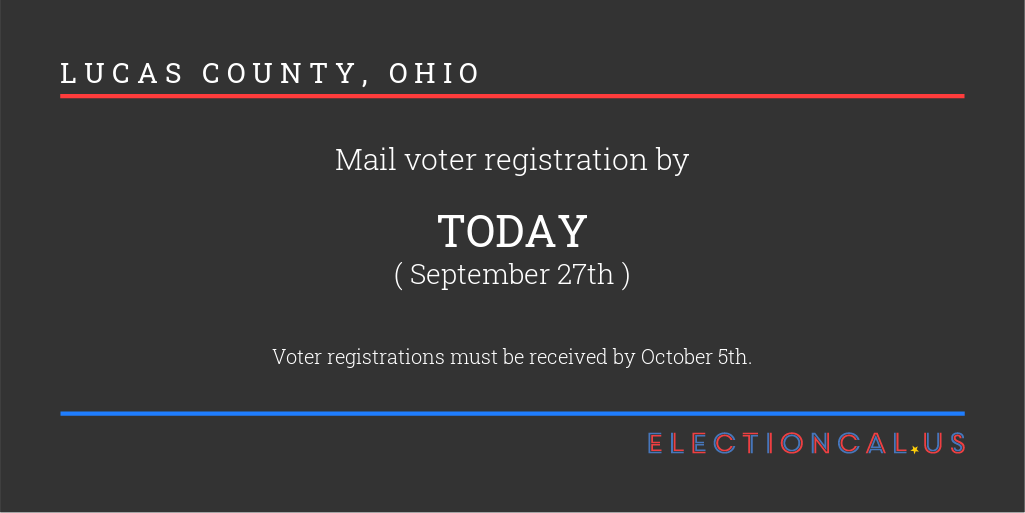 LUCAS COUNTY, OHIO
Mail voter registration by
TODAY
( September 27th )
Voter registrations must be received by October 5th.
ELECTIONCAL.US